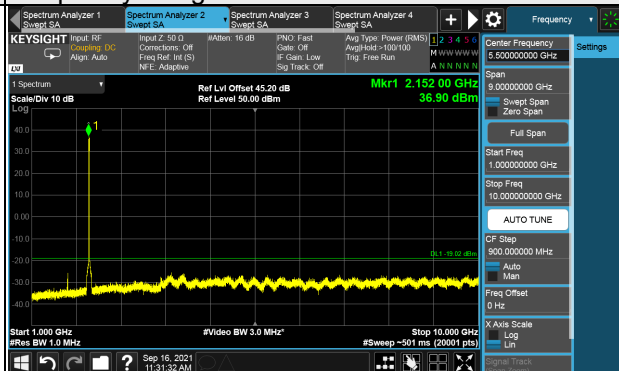 Spectrum Analyzer 1
Swept SA
Spectrum Analyzer 2
Swept SA
Spectrum Analyzer 3
Swept SA
Spectrum Analyzer 4
Swept SA
+
Frequency
KEYSIGHT
Input: RF
Coupling: DC
Align: Auto
Input Z: 50 Ω
Corrections: Off
Freq Ref: Int (S)
NFE: Adaptive
#Atten: 16 dB
PNO: Fast
Gate: Off
IF Gain: Low
Sig Track: Off
Avg Type: Power (RMS)
Avg|Hold:>100/100
Trig: Free Run
1 2 3 4 5 6
M W W W W W
A N N N N N
LXI
1 Spectrum
Scale/Div 10 dB
Log
Ref Lvl Offset 45.20 dB
Ref Level 50.00 dBm
Mkr1 2.152 00 GHz
36.90 dBm
1
40.0
30.0
20.0
10.0
0.00
-10.0
-20.0
-30.0
-40.0
DL1 -19.02 dBm
Start 1.000 GHz
#Res BW 1.0 MHz
#Video BW 3.0 MHz*
Stop 10.000 GHz
#Sweep ~501 ms (20001 pts)
?
Sep 16, 2021
11:31:32 AM
Settings
Center Frequency
5.500000000 GHz
Span
9.00000000 GHz
Swept Span
Zero Span
Full Span
Start Freq
1.000000000 GHz
Stop Freq
10.000000000 GHz
AUTO TUNE
CF Step
900.000000 MHz
Auto
Man
Freq Offset
0 Hz
X Axis Scale
Log
Lin
Signal Track